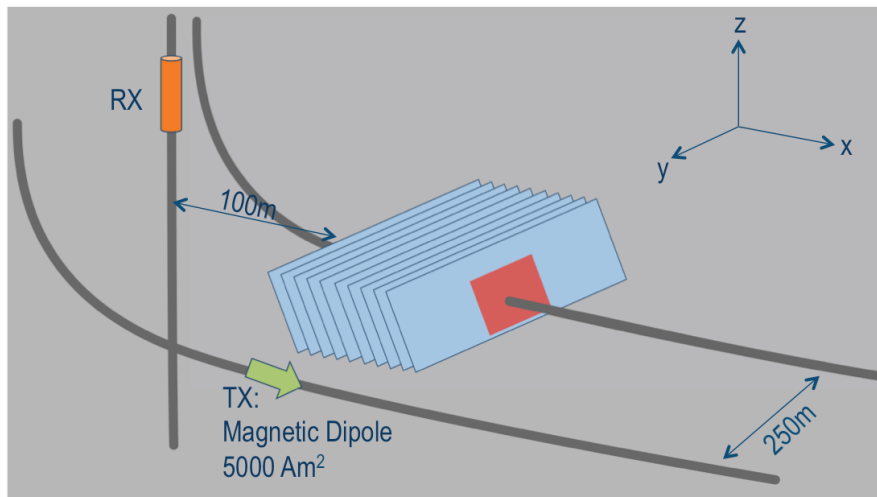 z
RX
x
y
100m
TX:
Magnetic Dipole
5000 Am²
250m